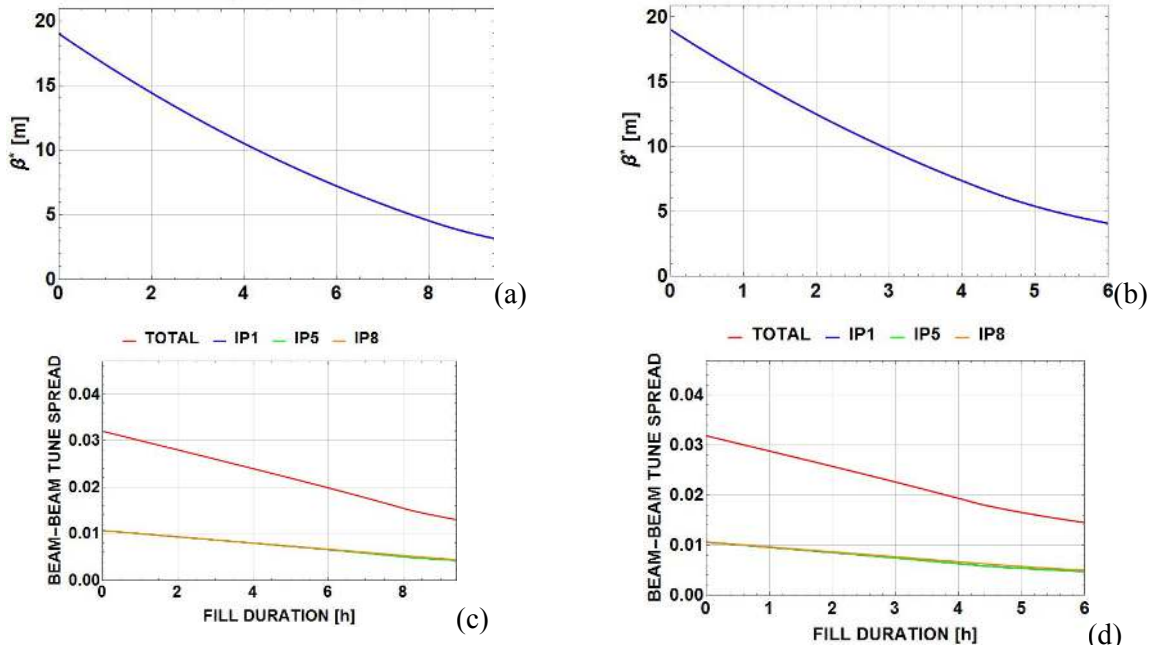 20
15
10
5
0
β* [m]
0 2 4 6 8
(a)
20
15
10
5
0
β* [m]
0 1 2 3 4 5 6
(b)
TOTAL IP1 IP5 IP8
0.04
0.03
0.02
0.01
0.00
BEAM-BEAM TUNE SPREAD
0 2 4 6 8
FILL DURATION [h]
(c)
TOTAL IP1 IP5 IP8
0.04
0.03
0.02
0.01
0.00
BEAM-BEAM TUNE SPREAD
0 1 2 3 4 5 6
FILL DURATION [h]
(d)